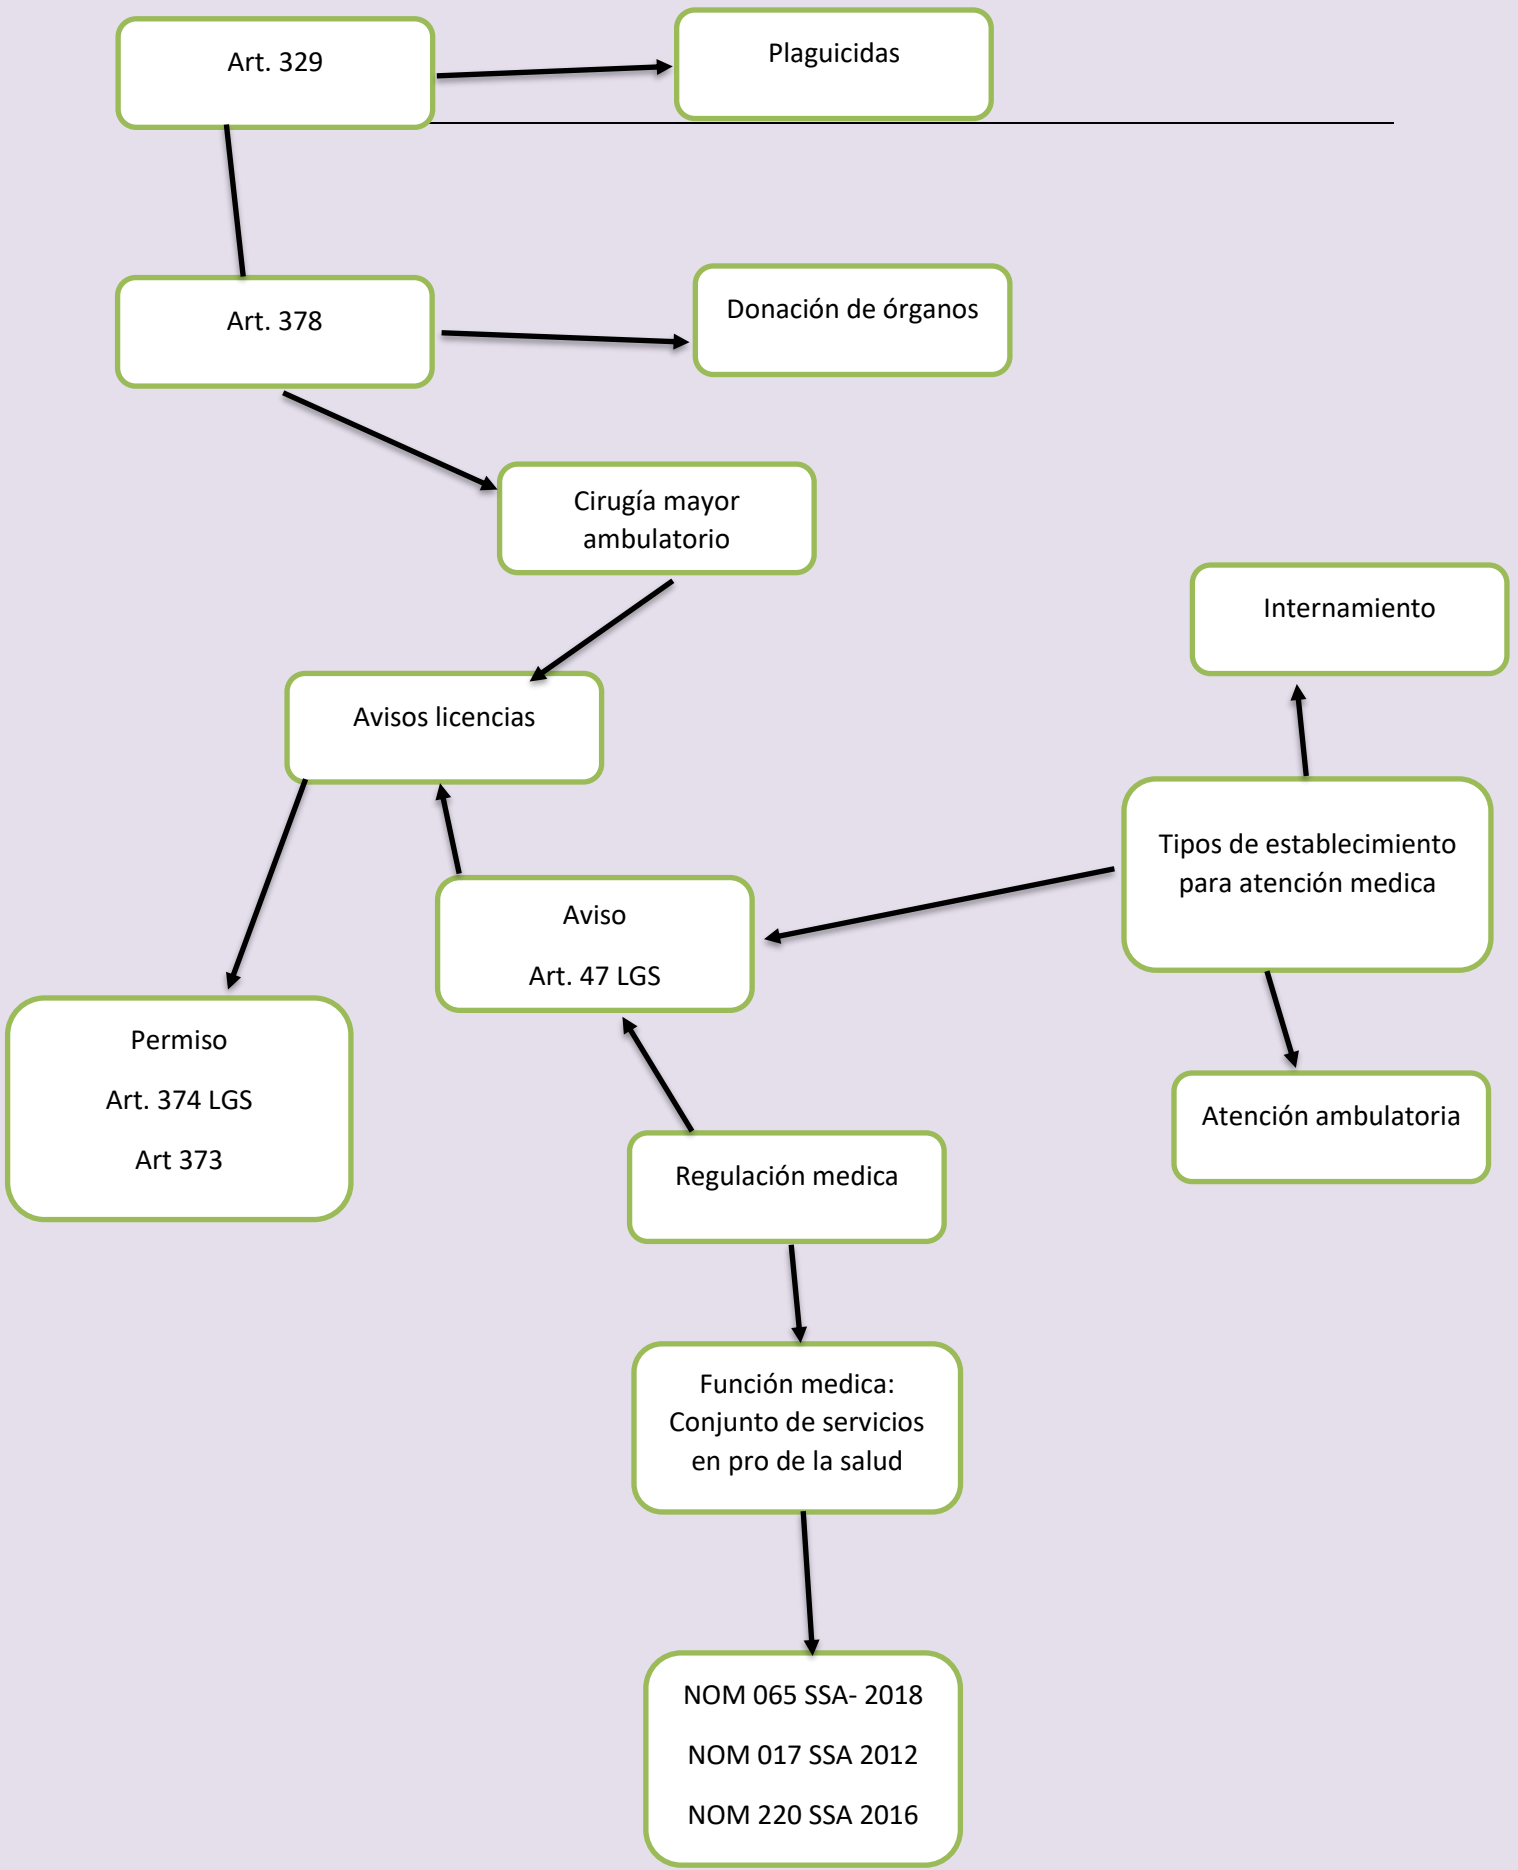 Art. 329
Plaguicidas
Art. 378
Donación de órganos
Cirugía mayor
ambulatorio
Internamiento
Avisos licencias
Tipos de establecimiento
para atención medica
Aviso
Art. 47 LGS
Permiso
Art. 374 LGS
Art 373
Atención ambulatoria
Regulación medica
Función medica:
Conjunto de servicios
en pro de la salud
NOM 065 SSA- 2018
NOM 017 SSA 2012
NOM 220 SSA 2016